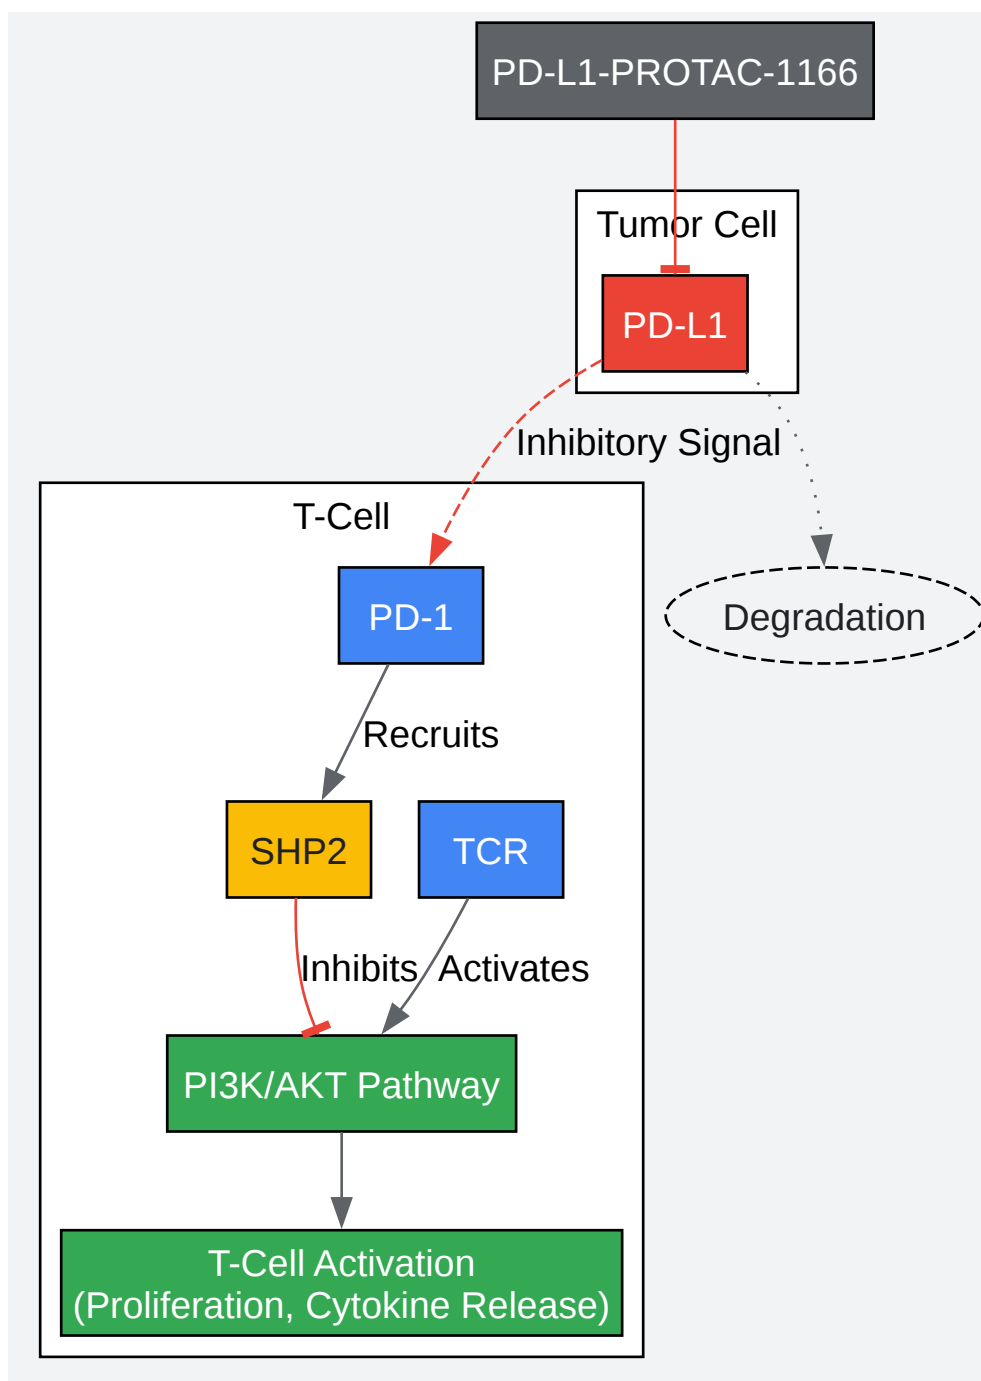 PD-L1-PROTAC-1166
Tumor Cell
PD-L1
Inhibitory Signal
T-Cell
PD-1
Degradation
Recruits
SHP2
TCR
Inhibits
Activates
PI3K/AKT Pathway
T-Cell Activation
(Proliferation, Cytokine Release)